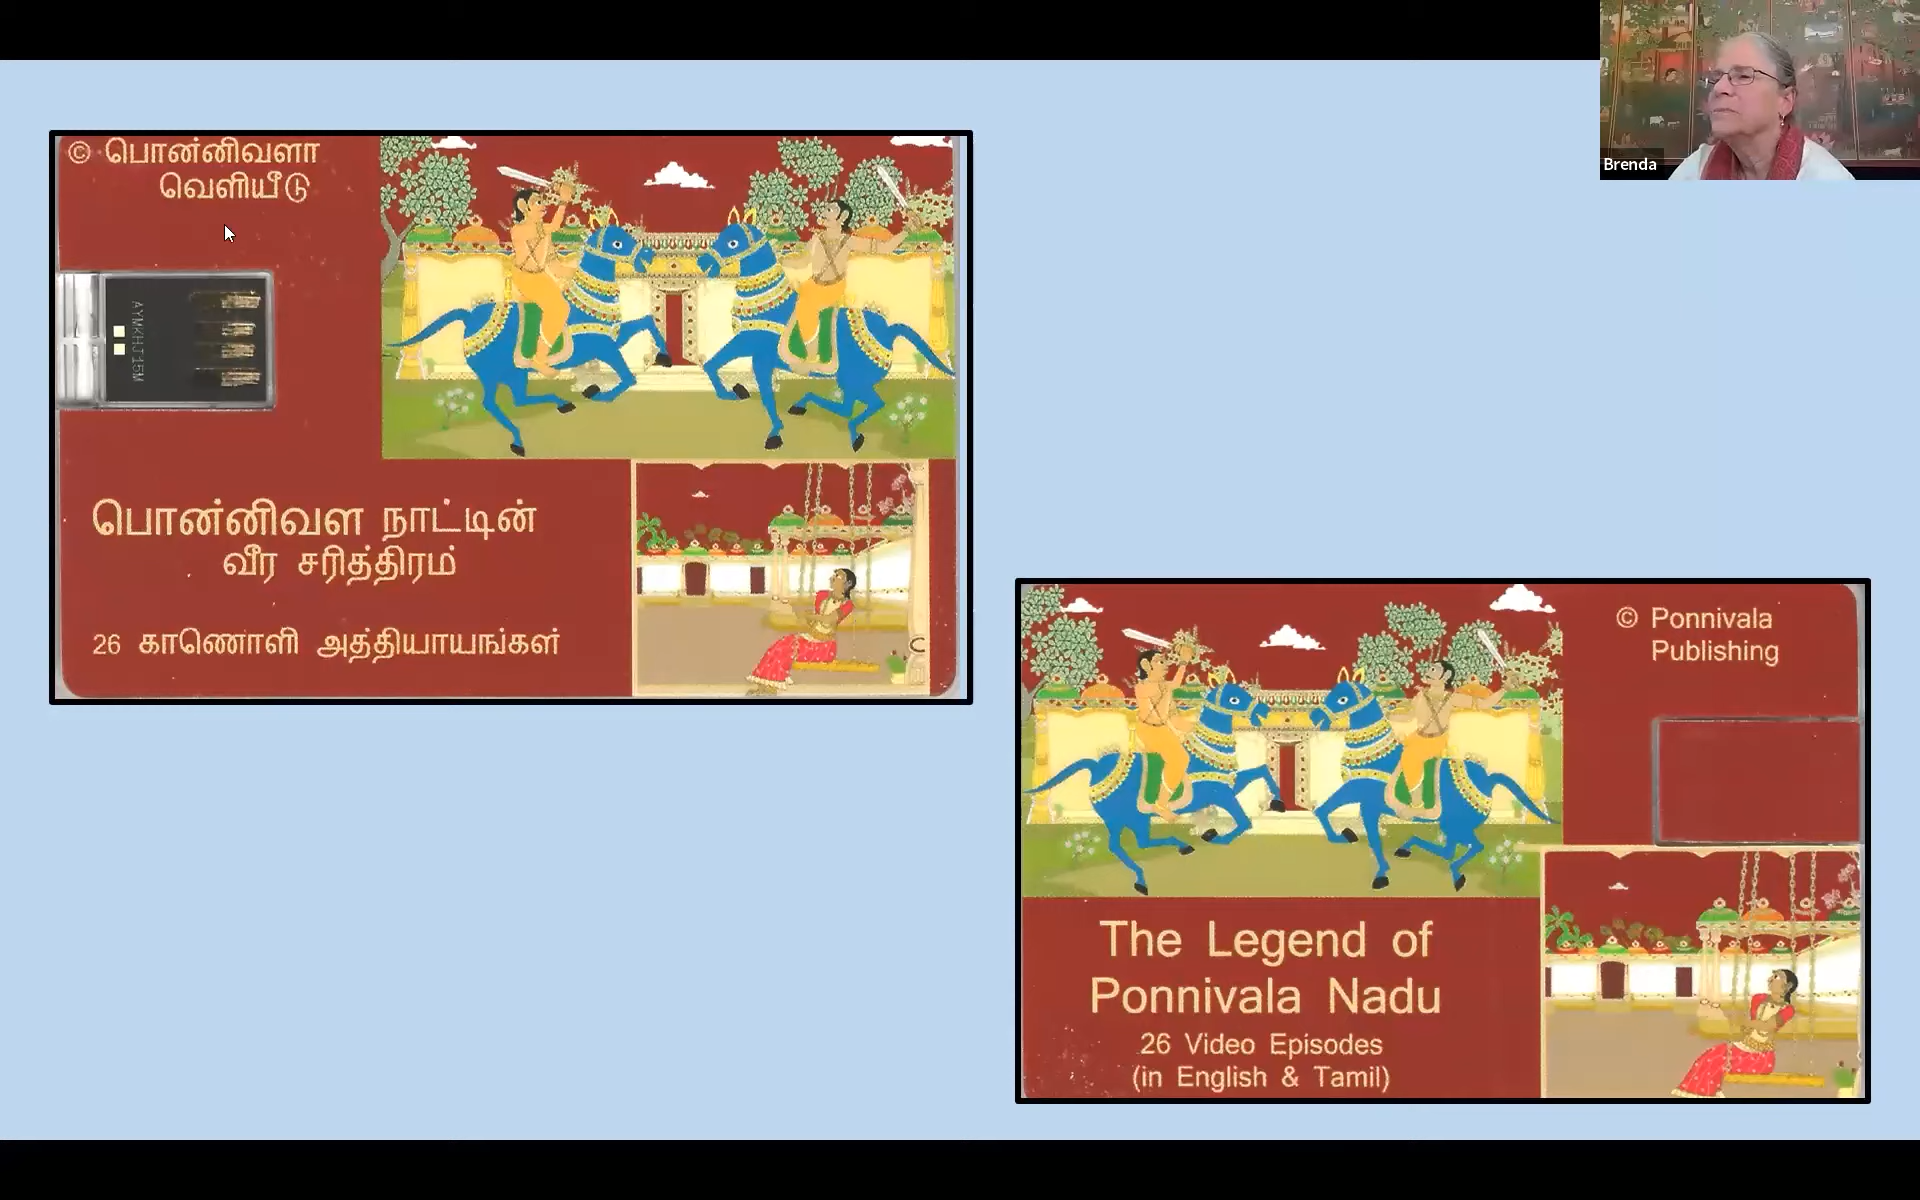 Brenda
© பொன்னிவளா
வெளியீடு
AYMKHJ15M
பொன்னிவள நாட்டின்
வீர சரித்திரம்
26 காணொளி அத்தியாயங்கள்
© Ponnivala
Publishing
The Legend of
Ponnivala Nadu
26 Video Episodes
(in English & Tamil)